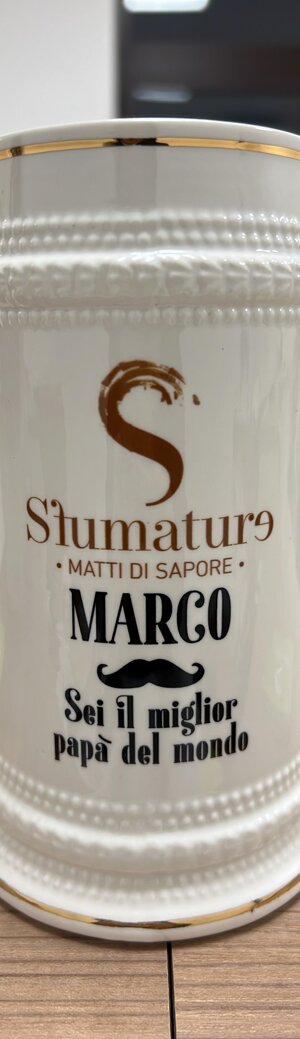 Sfumature
• MATTI DI SAPORE •
MARCO
Sei il miglior
papà del mondo